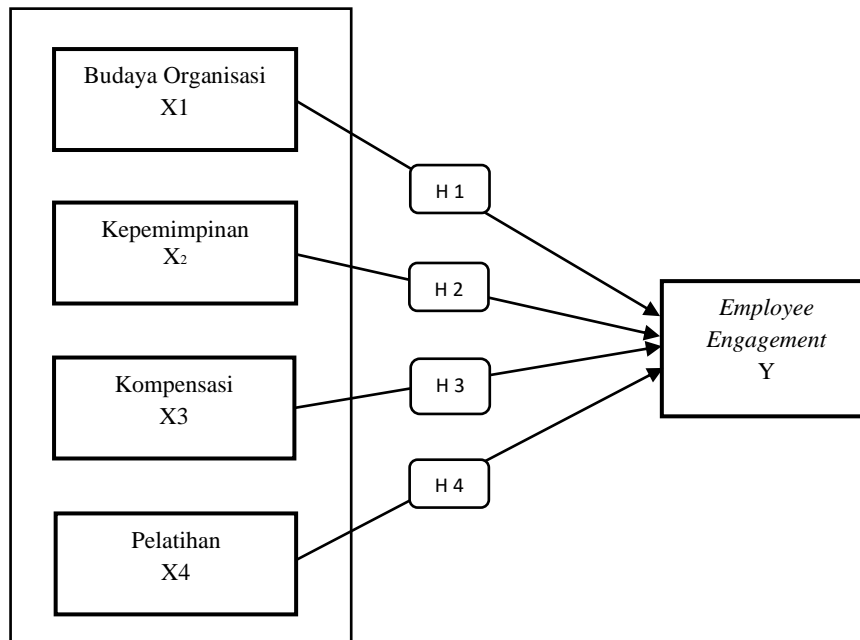 Budaya Organisasi
X1
H 1
Kepemimpinan
X₂
H 2
Employee
Engagement
Y
Kompensasi
X3
H 3
H 4
Pelatihan
X4